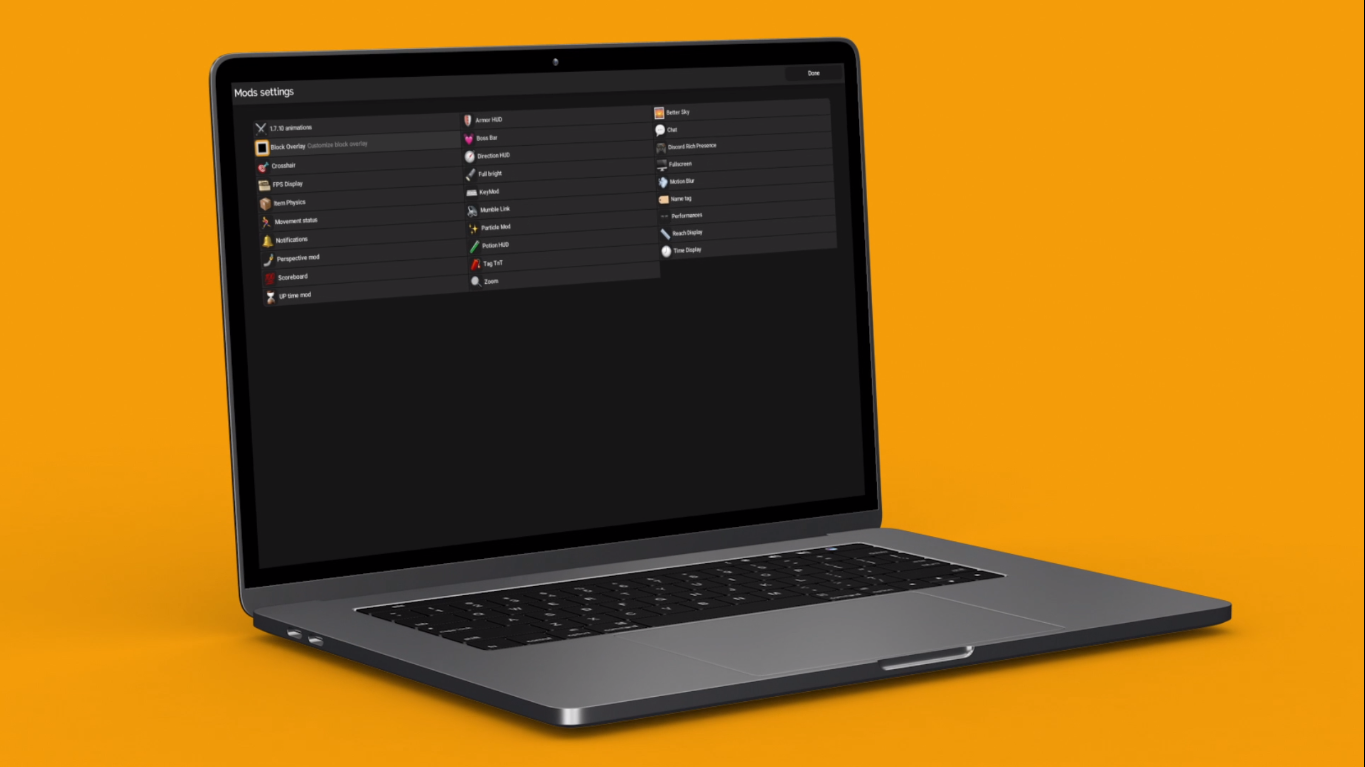 Mods settings
Done
1.7.10 animations
Block Overlay Customize block overlay
Crosshair
FPS Display
Item Physics
Movement status
Notifications
Perspective mod
Scoreboard
UP time mod
Armor HUD
Boss Bar
Direction HUD
Full bright
KeyMod
Mumble Link
Particle Mod
Potion HUD
Tag TNT
Zoom
Better Sky
Chat
Discord Rich Presence
Fullscreen
Motion Blur
Name tag
Performances
Reach Display
Time Display